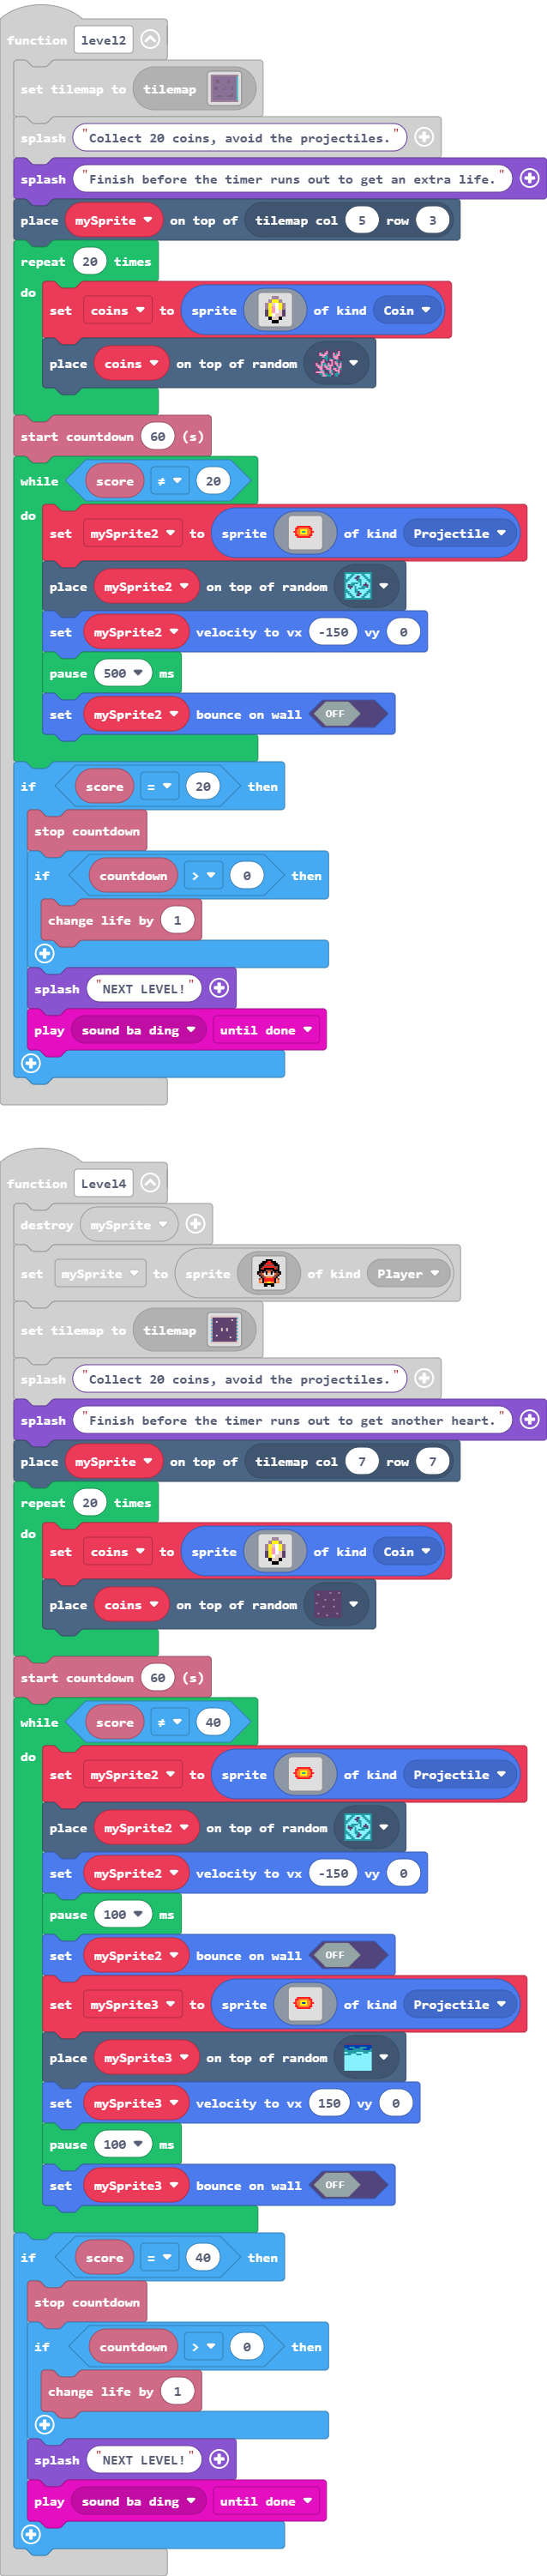 function level2
set tilemap to tilemap
splash "Collect 20 coins, avoid the projectiles."
splash "Finish before the timer runs out to get an extra life."
place mySprite on top of tilemap col 5 row 3
repeat 20 times
do set coins to sprite of kind Coin
place coins on top of random
start countdown 60 (s)
while score ≠ 20
do set mySprite2 to sprite of kind Projectile
place mySprite2 on top of random
set mySprite2 velocity to vx -150 vy 0
pause 500 ms
set mySprite2 bounce on wall OFF
if score = 20 then
stop countdown
if countdown > 0 then
change life by 1
splash "NEXT LEVEL!"
play sound ba ding until done
function Level4
destroy mySprite
set mySprite to sprite of kind Player
set tilemap to tilemap
splash "Collect 20 coins, avoid the projectiles."
splash "Finish before the timer runs out to get another heart."
place mySprite on top of tilemap col 7 row 7
repeat 20 times
do set coins to sprite of kind Coin
place coins on top of random
start countdown 60 (s)
while score ≠ 40
do set mySprite2 to sprite of kind Projectile
place mySprite2 on top of random
set mySprite2 velocity to vx -150 vy 0
pause 100 ms
set mySprite2 bounce on wall OFF
set mySprite3 to sprite of kind Projectile
place mySprite3 on top of random
set mySprite3 velocity to vx 150 vy 0
pause 100 ms
set mySprite3 bounce on wall OFF
if score = 40 then
stop countdown
if countdown > 0 then
change life by 1
splash "NEXT LEVEL!"
play sound ba ding until done